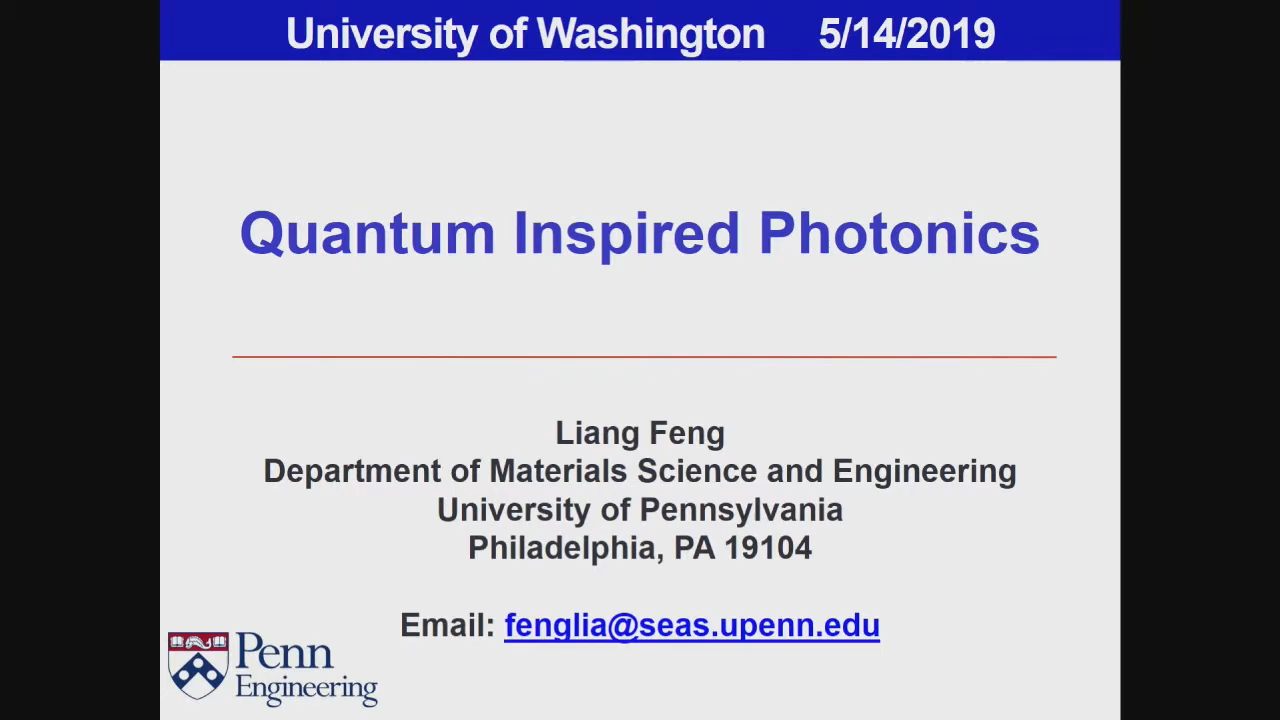 University of Washington 5/14/2019
Quantum Inspired Photonics
Liang Feng
Department of Materials Science and Engineering
University of Pennsylvania
Philadelphia, PA 19104
Email: fenglia@seas.upenn.edu
Penn
Engineering